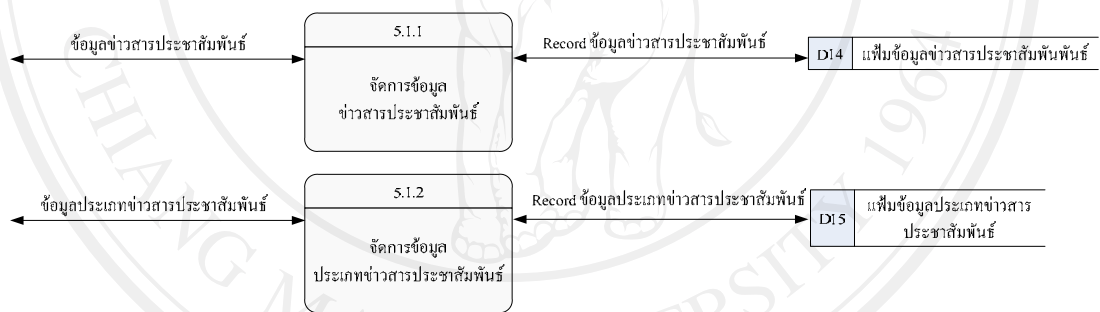 ข้อมูลข่าวสารประชาสัมพันธ์
5.1.1
จัดการข้อมูล
ข่าวสารประชาสัมพันธ์
Record ข้อมูลข่าวสารประชาสัมพันธ์
D14 แฟ้มข้อมูลข่าวสารประชาสัมพันพันธ์
ข้อมูลประเภทข่าวสารประชาสัมพันธ์
5.1.2
จัดการข้อมูล
ประเภทข่าวสารประชาสัมพันธ์
Record ข้อมูลประเภทข่าวสารประชาสัมพันธ์
D15 แฟ้มข้อมูลประเภทข่าวสาร
ประชาสัมพันธ์
CHIANG MAI UNIVERSITY 1964